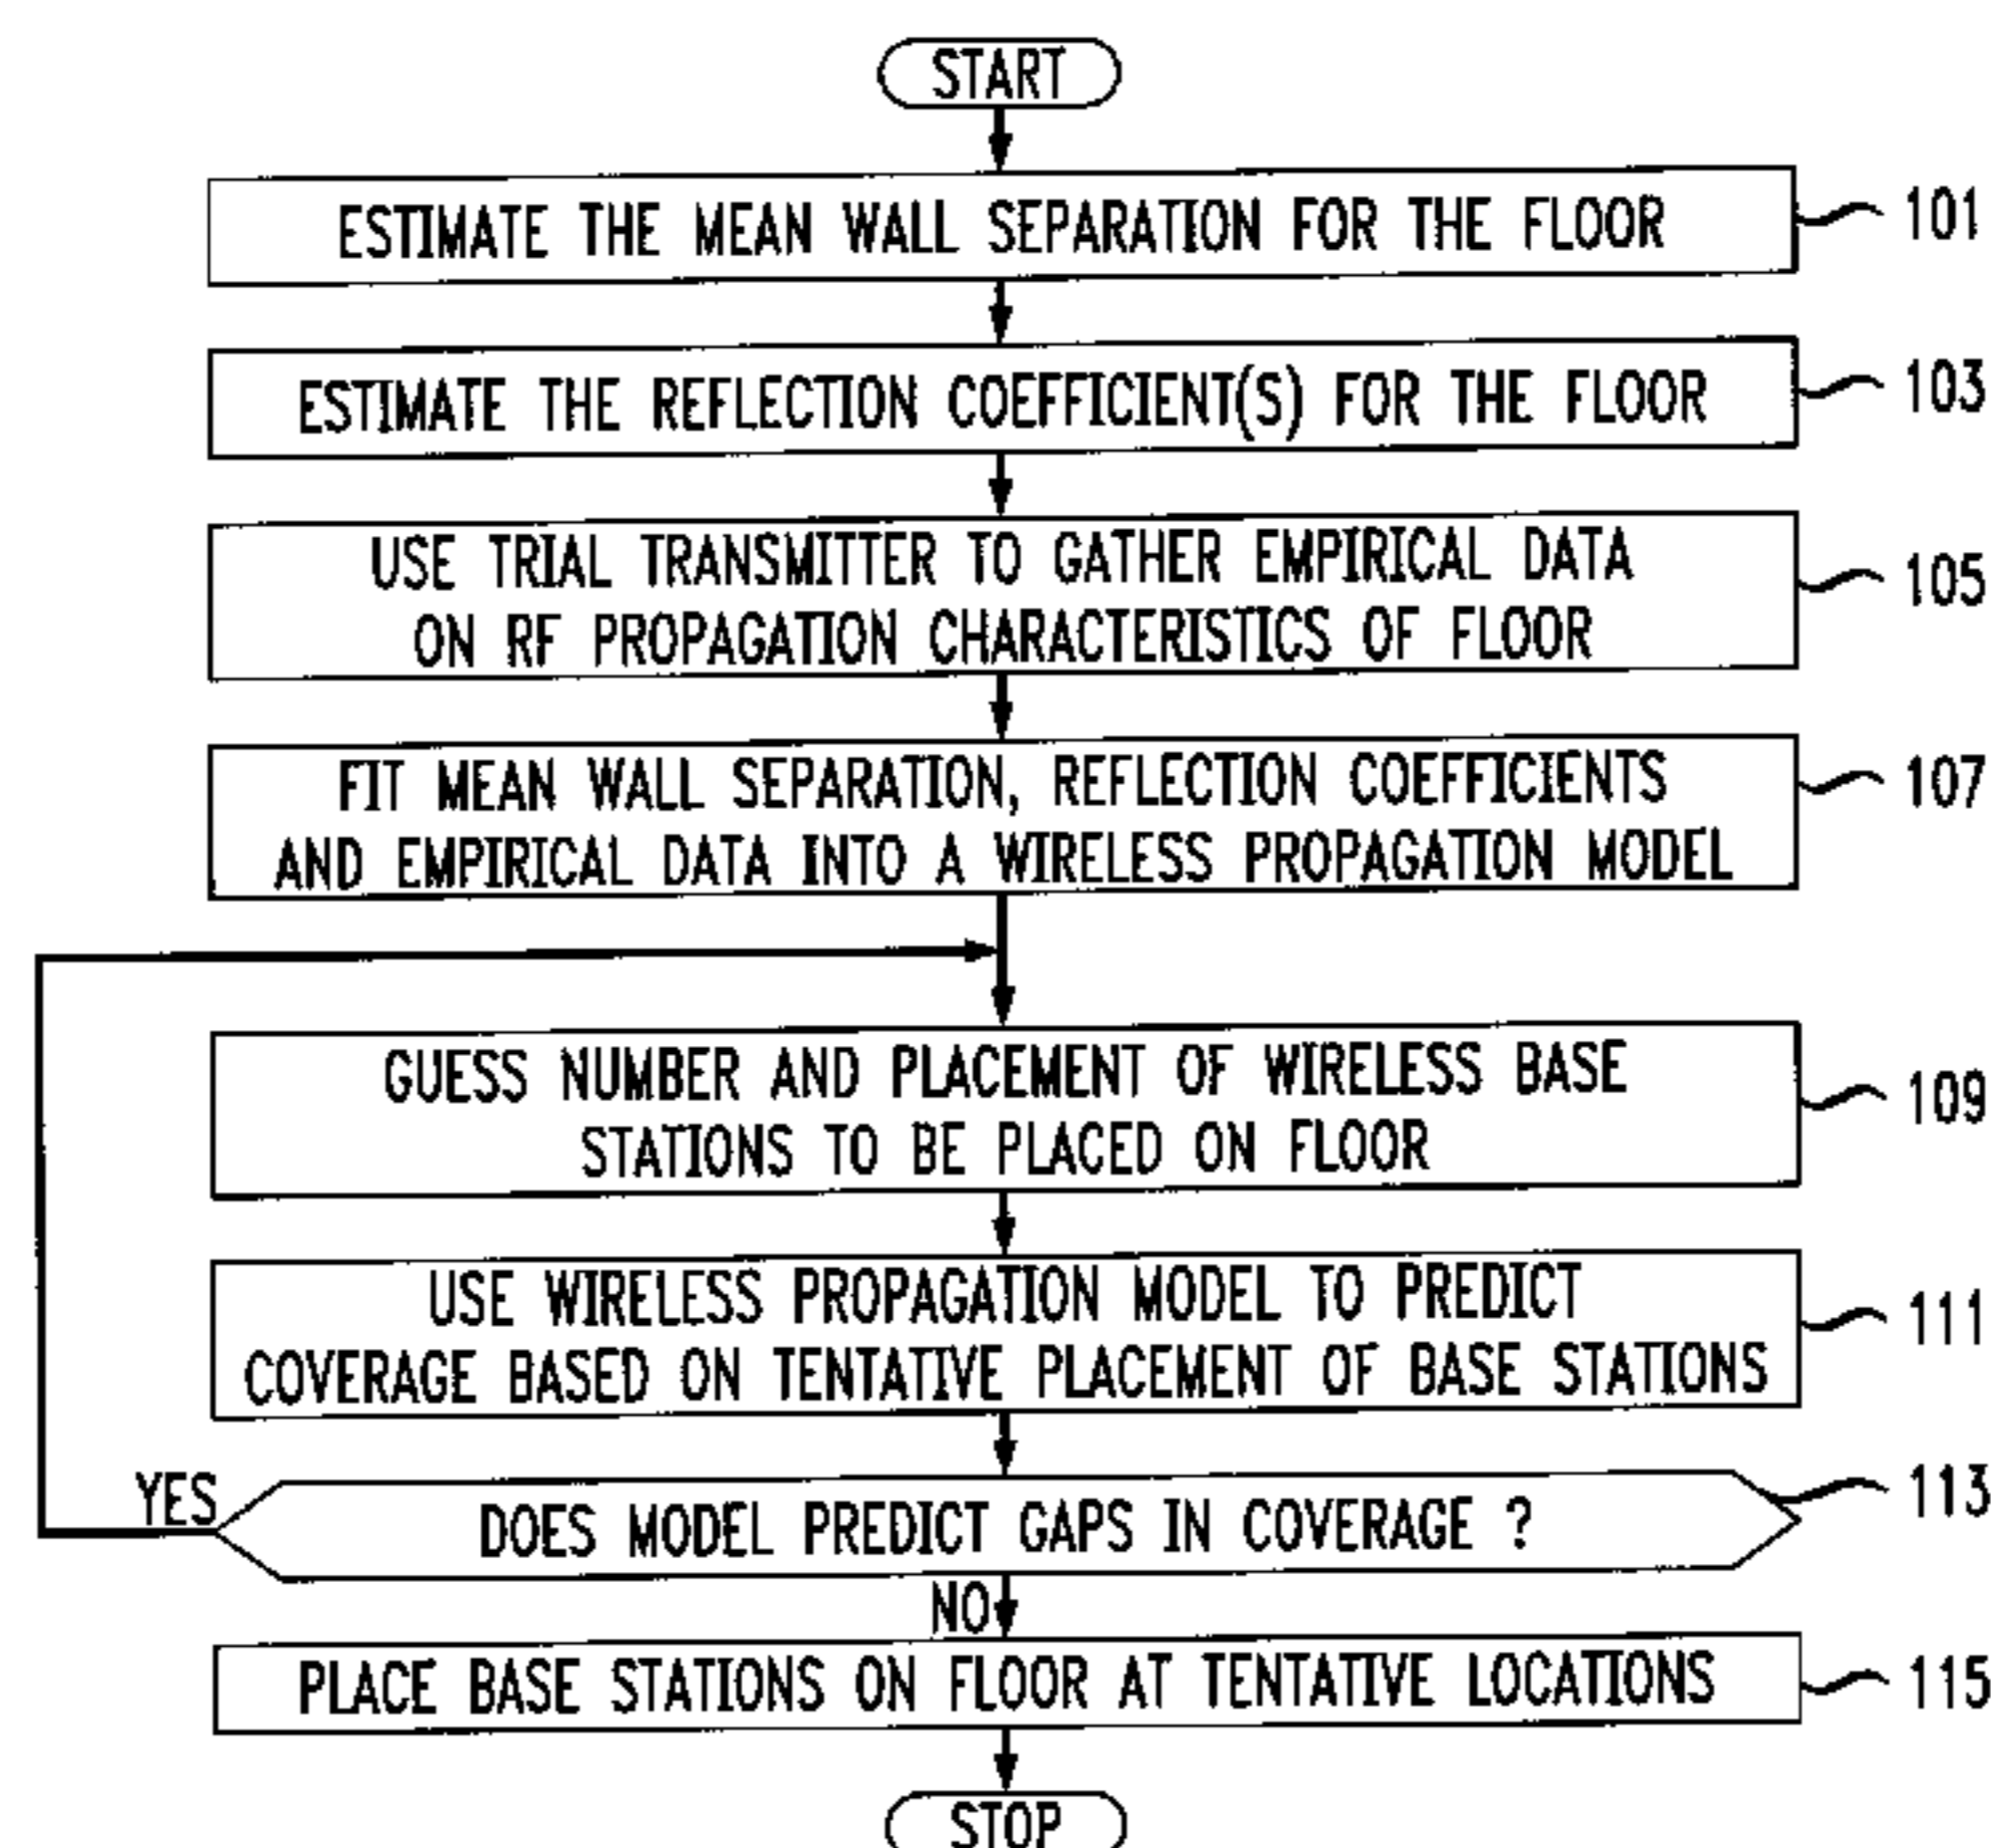 START
ESTIMATE THE MEAN WALL SEPARATION FOR THE FLOOR
101
ESTIMATE THE REFLECTION COEFFICIENT(S) FOR THE FLOOR
103
USE TRIAL TRANSMITTER TO GATHER EMPIRICAL DATA
ON RF PROPAGATION CHARACTERISTICS OF FLOOR
105
FIT MEAN WALL SEPARATION, REFLECTION COEFFICIENTS
AND EMPIRICAL DATA INTO A WIRELESS PROPAGATION MODEL
107
GUESS NUMBER AND PLACEMENT OF WIRELESS BASE
STATIONS TO BE PLACED ON FLOOR
109
USE WIRELESS PROPAGATION MODEL TO PREDICT
COVERAGE BASED ON TENTATIVE PLACEMENT OF BASE STATIONS
111
YES
DOES MODEL PREDICT GAPS IN COVERAGE ?
113
NO
PLACE BASE STATIONS ON FLOOR AT TENTATIVE LOCATIONS
115
STOP